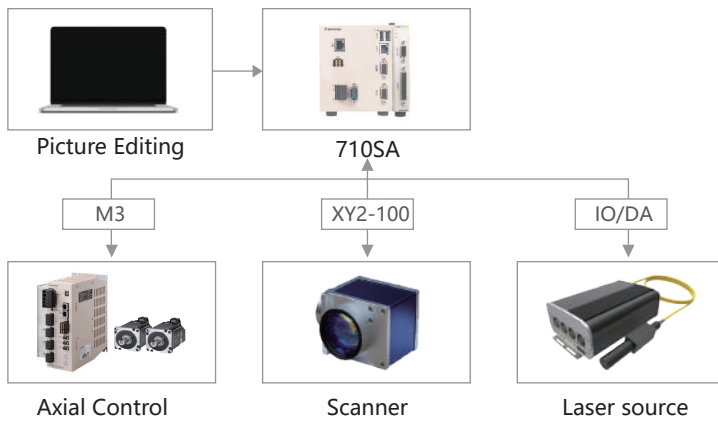 Picture Editing
710SA
M3
XY2-100
IO/DA
Axial Control
Scanner
Laser source